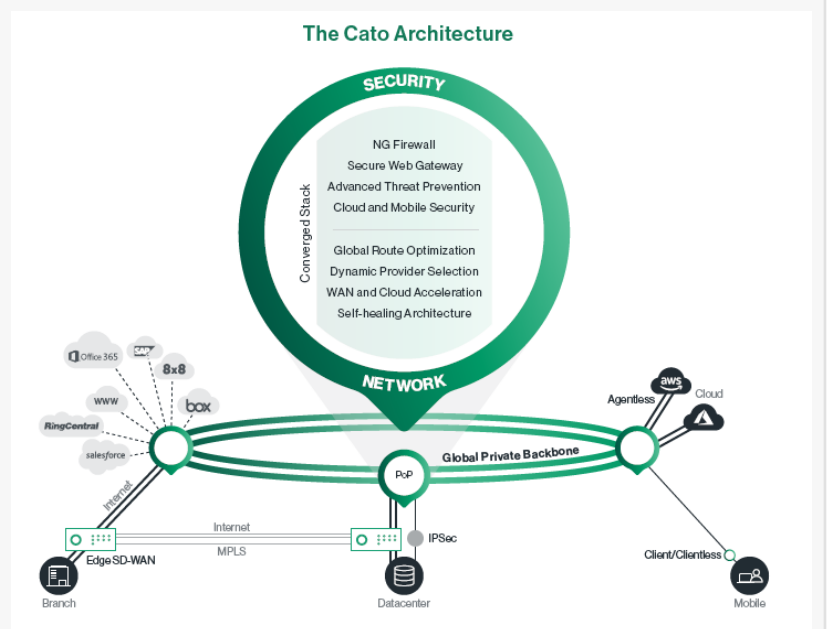 The Cato Architecture
SECURITY
Converged Stack
NG Firewall
Secure Web Gateway
Advanced Threat Prevention
Cloud and Mobile Security
Global Route Optimization
Dynamic Provider Selection
WAN and Cloud Acceleration
Self-healing Architecture
NETWORK
Office 365
SAP
8x8
www
box
RingCentral
salesforce
aws
Agentless
Cloud
Global Private Backbone
PoP
Internet
Internet
MPLS
IPSec
Edge SD-WAN
Client/Clientless
Branch
Datacenter
Mobile